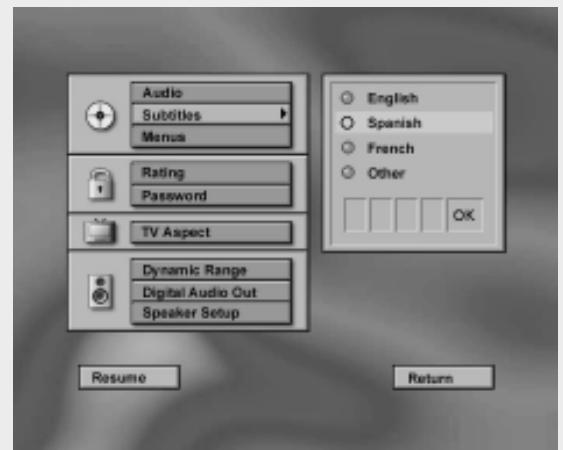 Audio
Subtitles
Menus
Rating
Password
TV Aspect
Dynamic Range
Digital Audio Out
Speaker Setup
English
Spanish
French
Other
OK
Resume
Return